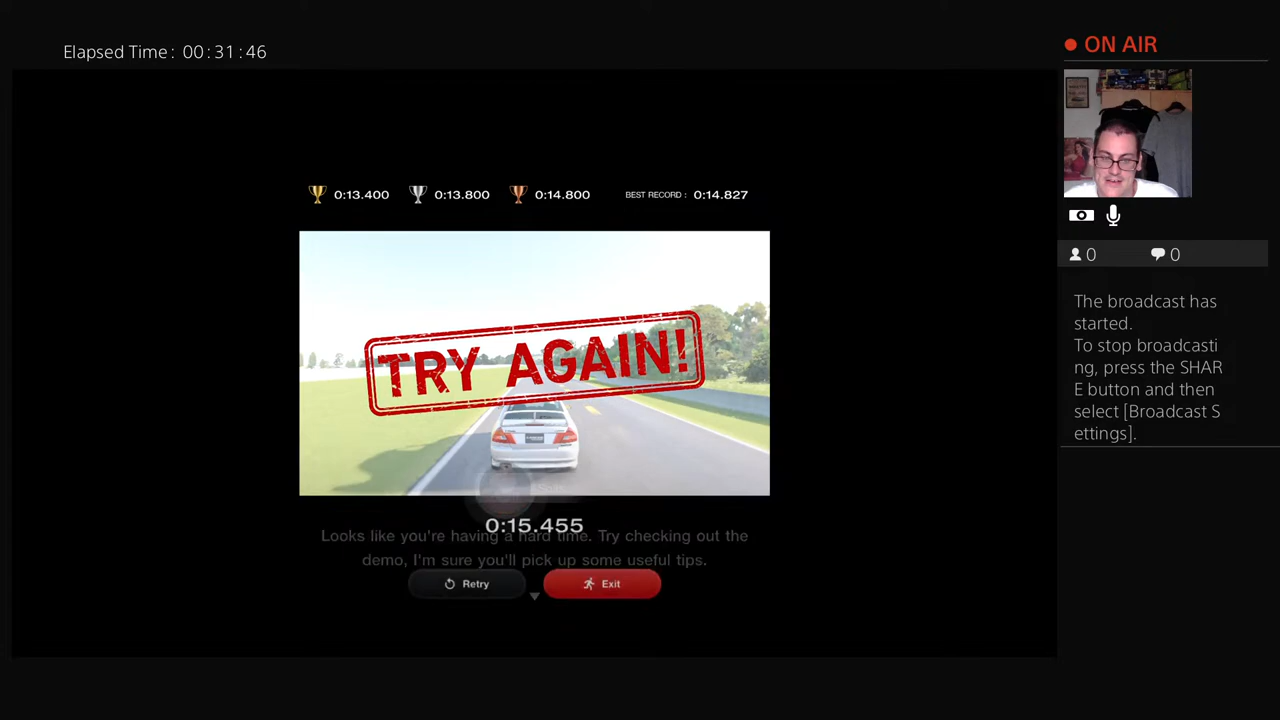 Elapsed Time: 00:31:46
ON AIR
0:13.400 0:13.800 0:14.800 BEST RECORD : 0:14.827
TRY AGAIN!
0:15.455
Looks like you're having a hard time. Try checking out the
demo, I'm sure you'll pick up some useful tips.
Retry Exit
0 0
The broadcast has
started.
To stop broadcasti
ng, press the SHAR
E button and then
select [Broadcast S
ettings].